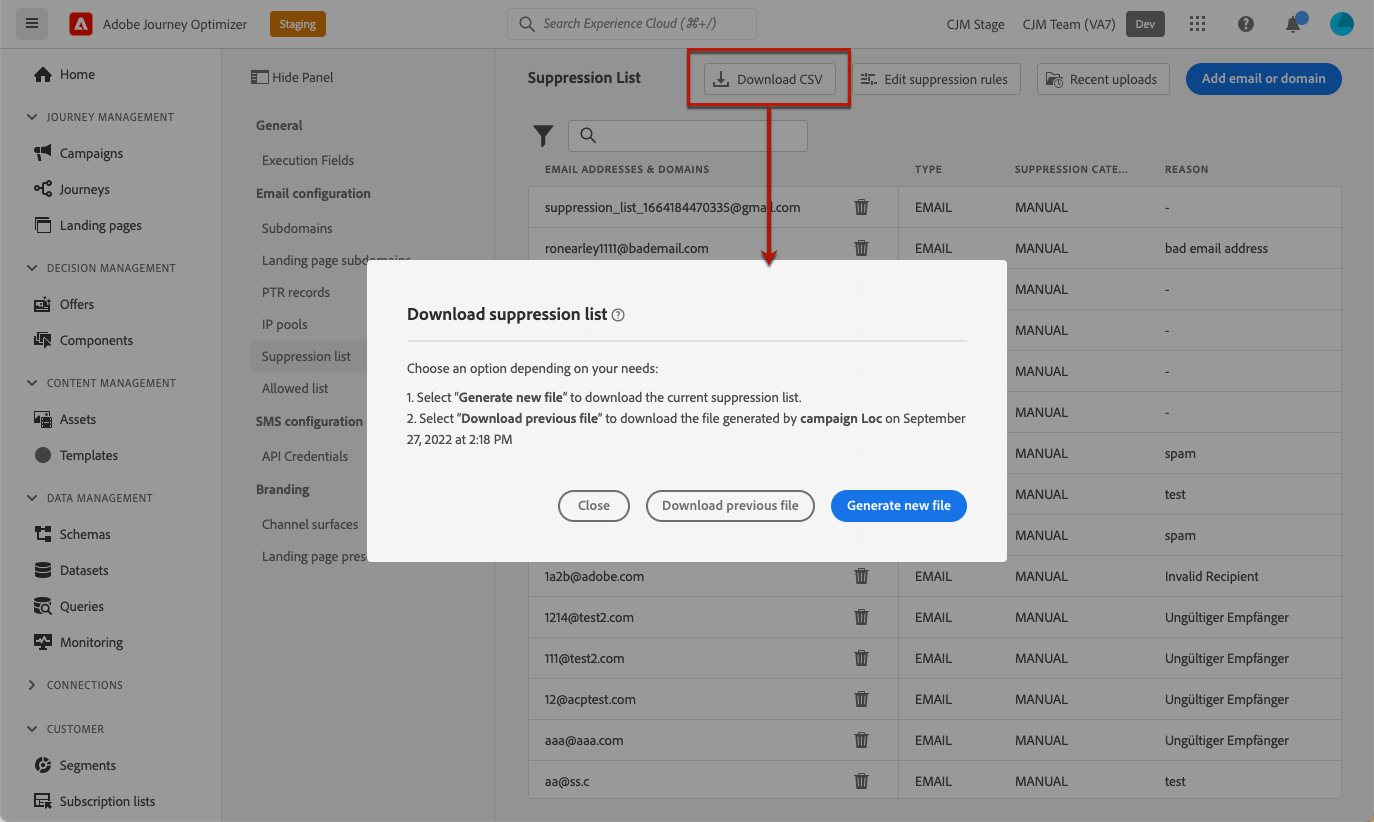 Adobe Journey Optimizer
Staging
Search Experience Cloud (⌘+/)
CJM Stage
CJM Team (VA7)
Dev
Home
JOURNEY MANAGEMENT
Campaigns
Journeys
Landing pages
DECISION MANAGEMENT
Offers
Components
CONTENT MANAGEMENT
Assets
Templates
DATA MANAGEMENT
Schemas
Datasets
Queries
Monitoring
CONNECTIONS
CUSTOMER
Segments
Subscription lists
Hide Panel
General
Execution Fields
Email configuration
Subdomains
Landing page subdomains
PTR records
IP pools
Suppression list
Allowed list
SMS configuration
API Credentials
Branding
Channel surfaces
Landing page pres
Suppression List
Download CSV
Edit suppression rules
Recent uploads
Add email or domain
EMAIL ADDRESSES & DOMAINS TYPE SUPPRESSION CATE... REASON
suppression_list_1664184470335@gmail.com EMAIL MANUAL -
ronearley1111@bademail.com EMAIL MANUAL bad email address
MANUAL -
MANUAL -
MANUAL -
MANUAL -
MANUAL spam
MANUAL test
MANUAL spam
Download suppression list ?
Choose an option depending on your needs:
1. Select "Generate new file" to download the current suppression list.
2. Select "Download previous file" to download the file generated by campaign Loc on September
27, 2022 at 2:18 PM
Close
Download previous file
Generate new file
1a2b@adobe.com EMAIL MANUAL Invalid Recipient
1214@test2.com EMAIL MANUAL Ungültiger Empfänger
111@test2.com EMAIL MANUAL Ungültiger Empfänger
12@acptest.com EMAIL MANUAL Ungültiger Empfänger
aaa@aaa.com EMAIL MANUAL Ungültiger Empfänger
aa@ss.c EMAIL MANUAL test